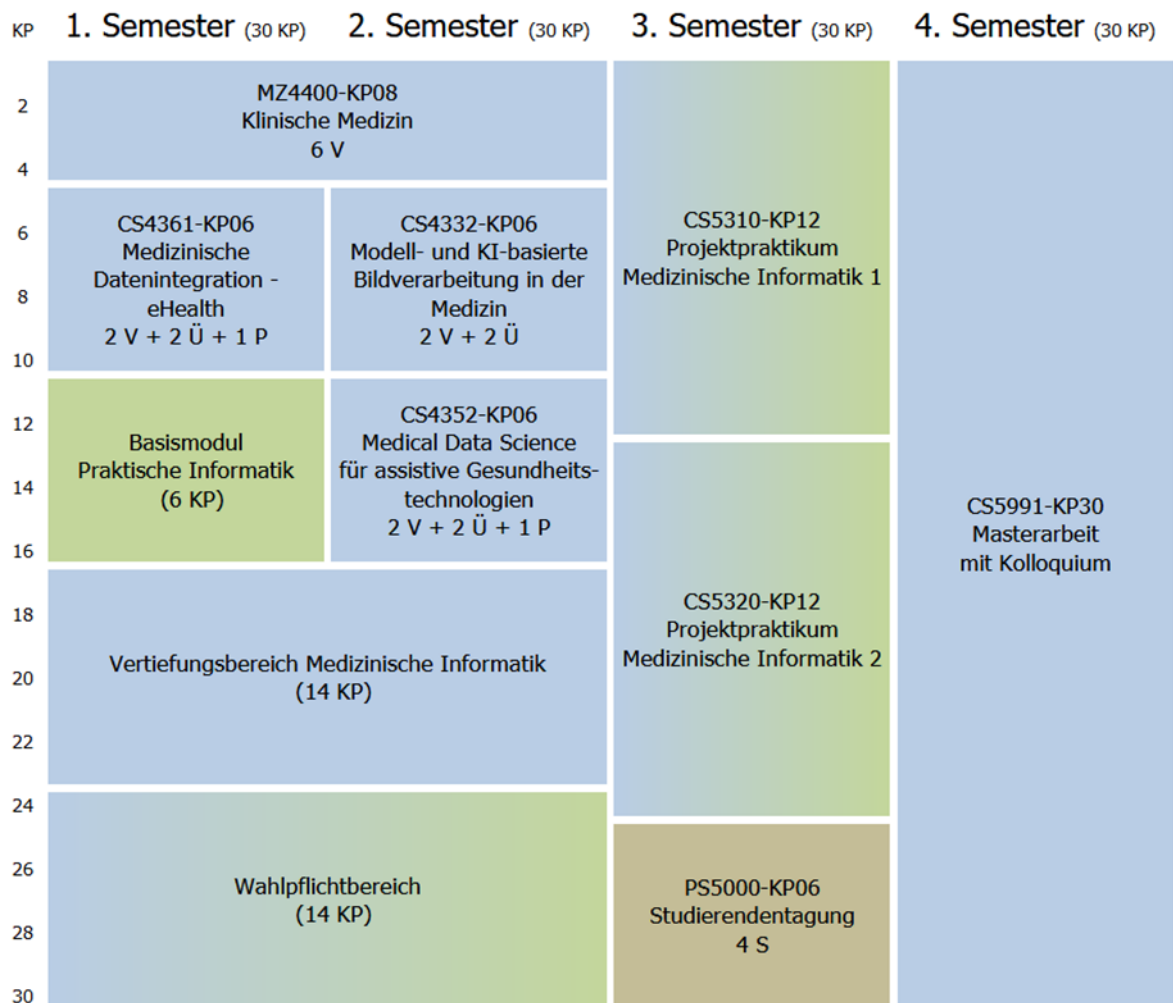 KP 1. Semester (30 KP) 2. Semester (30 KP) 3. Semester (30 KP) 4. Semester (30 KP)
2
4
6
8
10
12
14
16
18
20
22
24
26
28
30
MZ4400-KP08
Klinische Medizin
6 V
CS4361-KP06
Medizinische
Datenintegration -
eHealth
2 V + 2 Ü + 1 P
CS4332-KP06
Modell- und KI-basierte
Bildverarbeitung in der
Medizin
2 V + 2 Ü
Basismodul
Praktische Informatik
(6 KP)
CS4352-KP06
Medical Data Science
für assistive Gesundheits-
technologien
2 V + 2 Ü + 1 P
Vertiefungsbereich Medizinische Informatik
(14 KP)
Wahlpflichtbereich
(14 KP)
CS5310-KP12
Projektpraktikum
Medizinische Informatik 1
CS5320-KP12
Projektpraktikum
Medizinische Informatik 2
PS5000-KP06
Studierendentagung
4 S
CS5991-KP30
Masterarbeit
mit Kolloquium